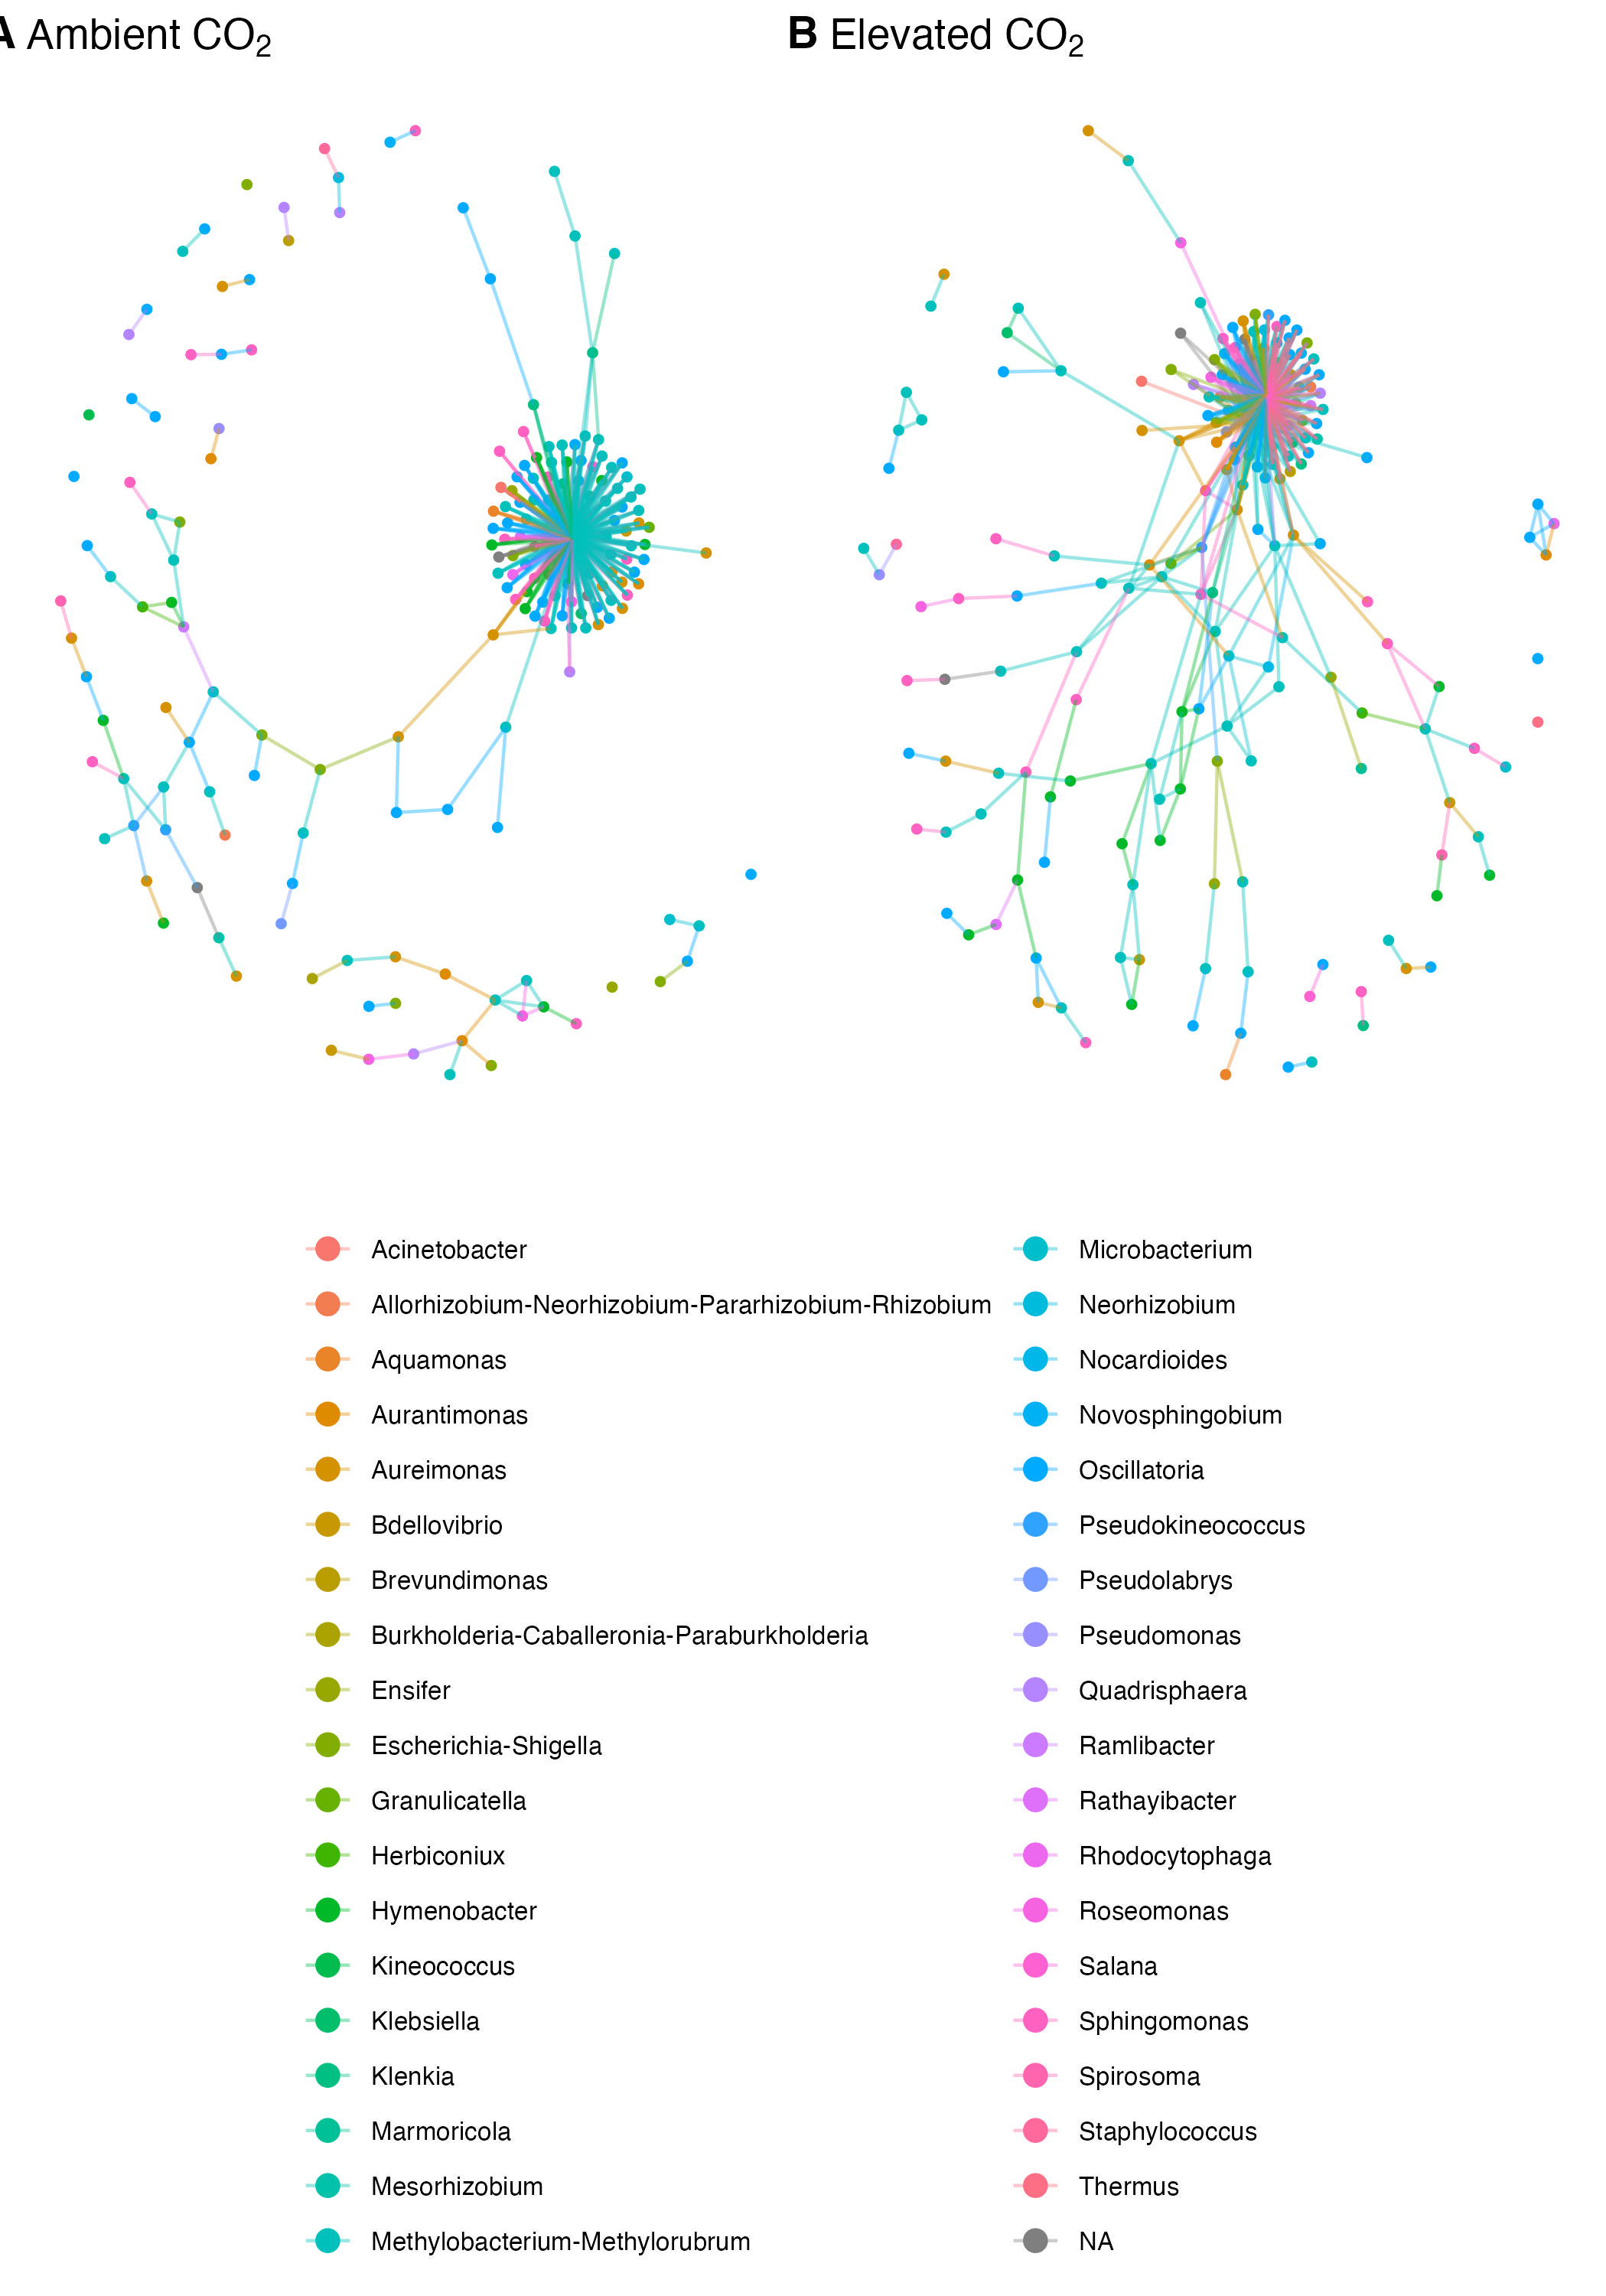 A Ambient CO2
B Elevated CO2
Acinetobacter
Allorhizobium-Neorhizobium-Pararhizobium-Rhizobium
Aquamonas
Aurantimonas
Aureimonas
Bdellovibrio
Brevundimonas
Burkholderia-Caballeronia-Paraburkholderia
Ensifer
Escherichia-Shigella
Granulicatella
Herbiconiux
Hymenobacter
Kineococcus
Klebsiella
Klenkia
Marmoricola
Mesorhizobium
Methylobacterium-Methylorubrum
Microbacterium
Neorhizobium
Nocardioides
Novosphingobium
Oscillatoria
Pseudokineococcus
Pseudolabrys
Pseudomonas
Quadrisphaera
Ramlibacter
Rathayibacter
Rhodocytophaga
Roseomonas
Salana
Sphingomonas
Spirosoma
Staphylococcus
Thermus
NA